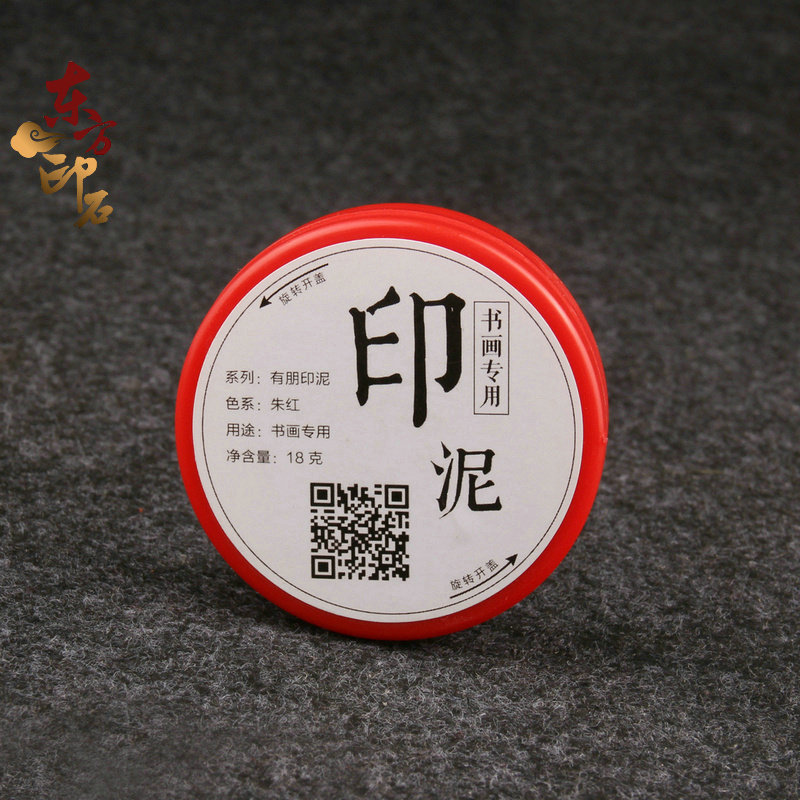 东方印石
旋转开盖
印泥
书画专用
系列：有朋印泥
色系：朱红
用途：书画专用
净含量：18克
旋转开盖